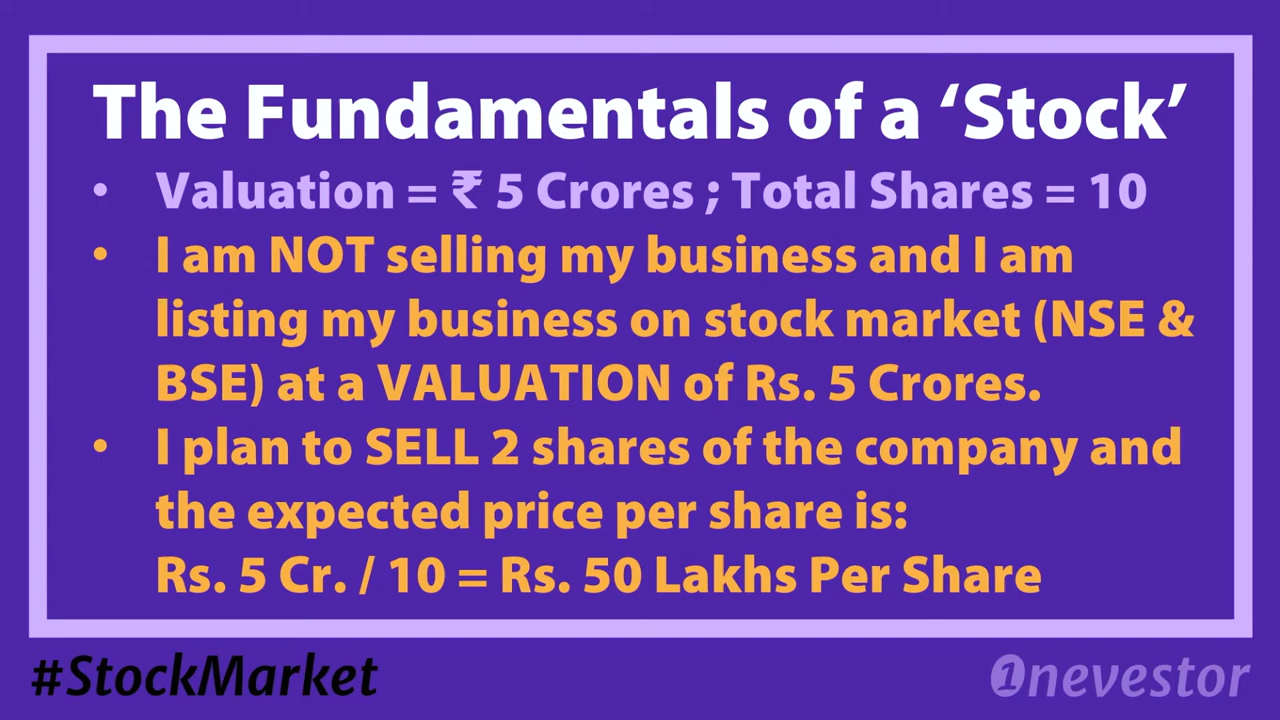 The Fundamentals of a ‘Stock’
• Valuation = ₹ 5 Crores ; Total Shares = 10
• I am NOT selling my business and I am
listing my business on stock market (NSE &
BSE) at a VALUATION of Rs. 5 Crores.
• I plan to SELL 2 shares of the company and
the expected price per share is:
Rs. 5 Cr. / 10 = Rs. 50 Lakhs Per Share
#StockMarket
1nevestor